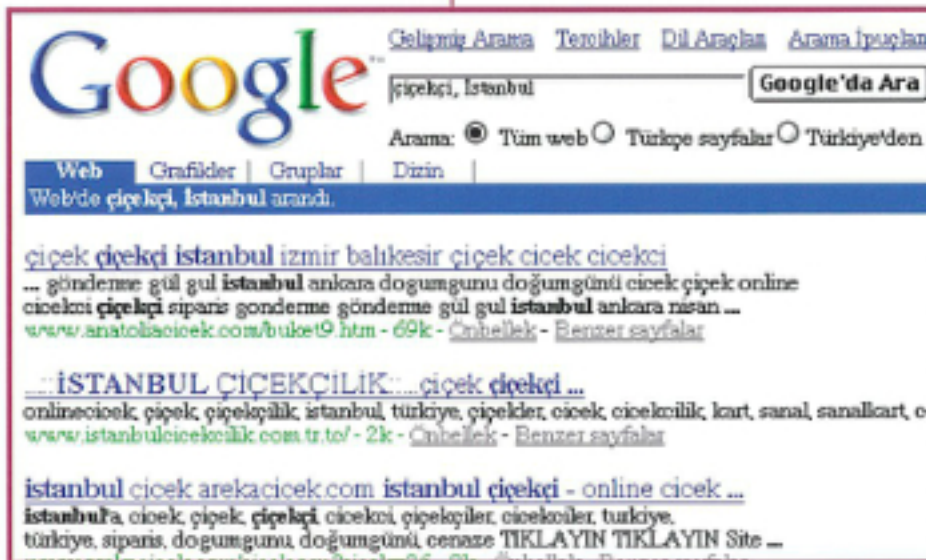 Google™
Gelişmiş Arama Tercihler Dil Araçları Arama İpuçları
çiçekçi, İstanbul Google'da Ara
Arama: Tüm web Türkçe sayfalar Türkiye'den
Web Grafikler Gruplar Dizin
Web'de çiçekçi, İstanbul arandı.
çiçek çiçekçi istanbul izmir balıkesir çiçek cicek cicekci
... gönderme gül gul istanbul ankara dogumgunu doğumgünü cicek çiçek online
cicekci çiçekçi siparis gonderme gönderme gül gul istanbul ankara nisan ...
www.anatoliacicek.com/buket9.htm - 69k - Önbellek - Benzer sayfalar
...::İSTANBUL ÇİÇEKÇİLİK::...çiçek çiçekçi ...
onlinecicek, çiçek, çiçekçilik, istanbul, türkiye, çiçekler, cicek, cicekcilik, kart, sanal, sanalkart,
www.istanbulcicekcilik.com.tr.tc/ - 2k - Önbellek - Benzer sayfalar
istanbul cicek arekacicek.com istanbul çiçekçi - online cicek ...
istanbul'a, cicek, çiçek, çiçekçi, cicekci, çiçekçiler, cicekciler, turkiye,
türkiye, siparis, dogumgunu, doğumgünü, cenaze TIKLAYIN TIKLAYIN Site ...